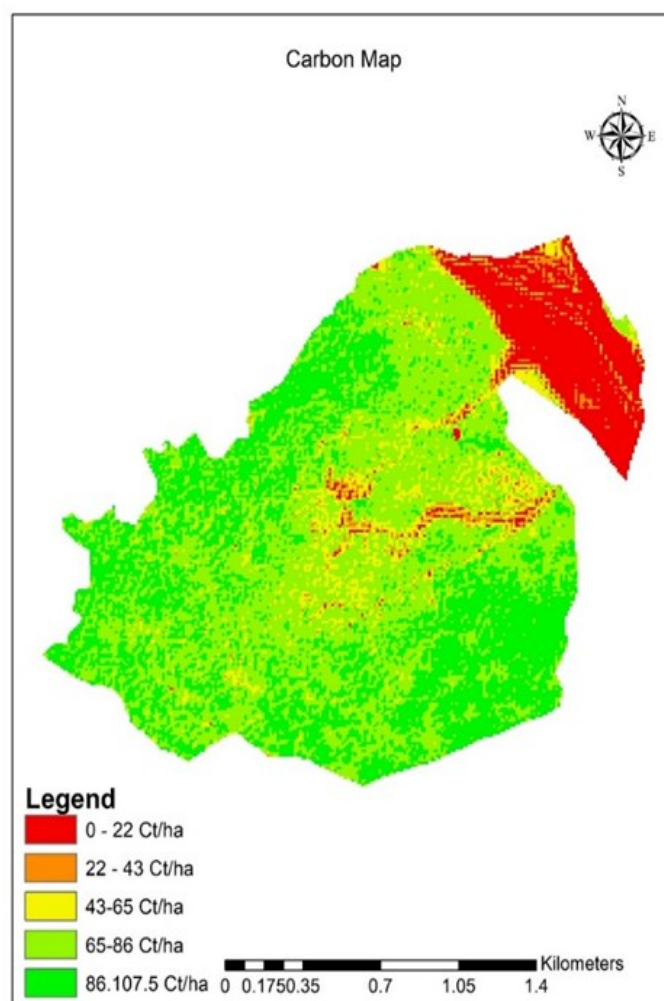 Carbon Map
N
W E
S
Legend
0 - 22 Ct/ha
22 - 43 Ct/ha
43-65 Ct/ha
65-86 Ct/ha
86.107.5 Ct/ha
Kilometers
0 0.1750.35 0.7 1.05 1.4